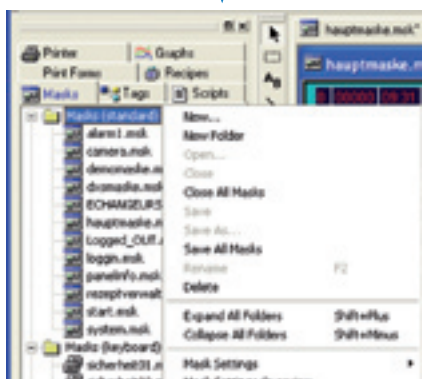 hauptmaske.msk*
Printer
Graphs
Print Forms
Recipes
Masks
Tags
Scripts
hauptmaske.m
Masks (standard)
alarm1.msk
camera.msk
demomaske.m
ECHANGEURS
hauptmaske.m
Logged_OUT.
loggin.msk
panelinfo.msk
rezeptverwalt
start.msk
system.msk
Masks (keyboard)
sicherheit01.m
New...
New Folder
Open...
Close
Close All Masks
Save
Save As...
Save All Masks
Rename F2
Delete
Expand All Folders Shift+Plus
Collapse All Folders Shift+Minus
Mask Settings